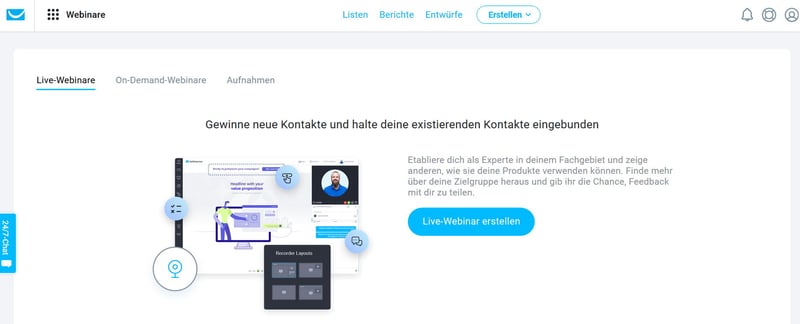 Webinare
Listen Berichte Entwürfe Erstellen
Live-Webinare On-Demand-Webinare Aufnahmen
Gewinne neue Kontakte und halte deine existierenden Kontakte eingebunden
Etabliere dich als Experte in deinem Fachgebiet und zeige
anderen, wie sie deine Produkte verwenden können. Finde mehr
über deine Zielgruppe heraus und gib ihr die Chance, Feedback
mit dir zu teilen.
Live-Webinar erstellen
Headline with your
value proposition
Recorder Layouts
24/7-Chat